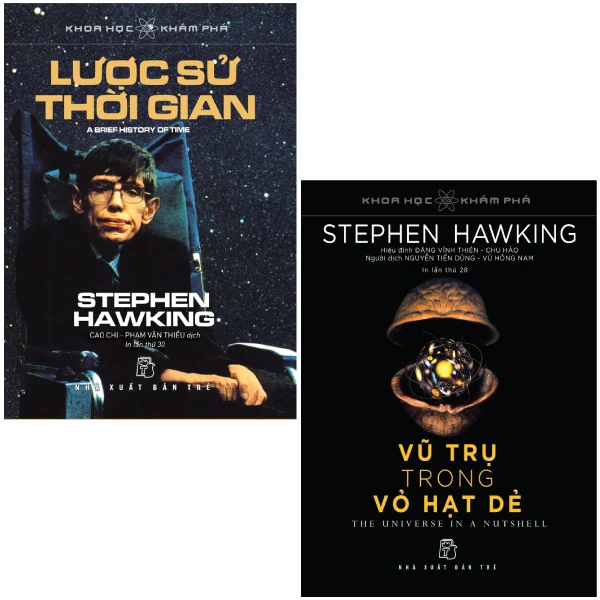 KHOA HỌC KHÁM PHÁ
LƯỢC SỬ
THỜI GIAN
A BRIEF HISTORY OF TIME
STEPHEN
HAWKING
CAO CHI - PHẠM VĂN THIỀU dịch
In lần thứ 30
NHÀ XUẤT BẢN TRẺ
KHOA HỌC KHÁM PHÁ
STEPHEN HAWKING
Hiệu đính ĐẶNG VĨNH THIÊN - CHU HẢO
Người dịch NGUYỄN TIẾN DŨNG - VŨ HỒNG NAM
In lần thứ 28
VŨ TRỤ
TRONG
VỎ HẠT DẺ
THE UNIVERSE IN A NUTSHELL
NHÀ XUẤT BẢN TRẺ